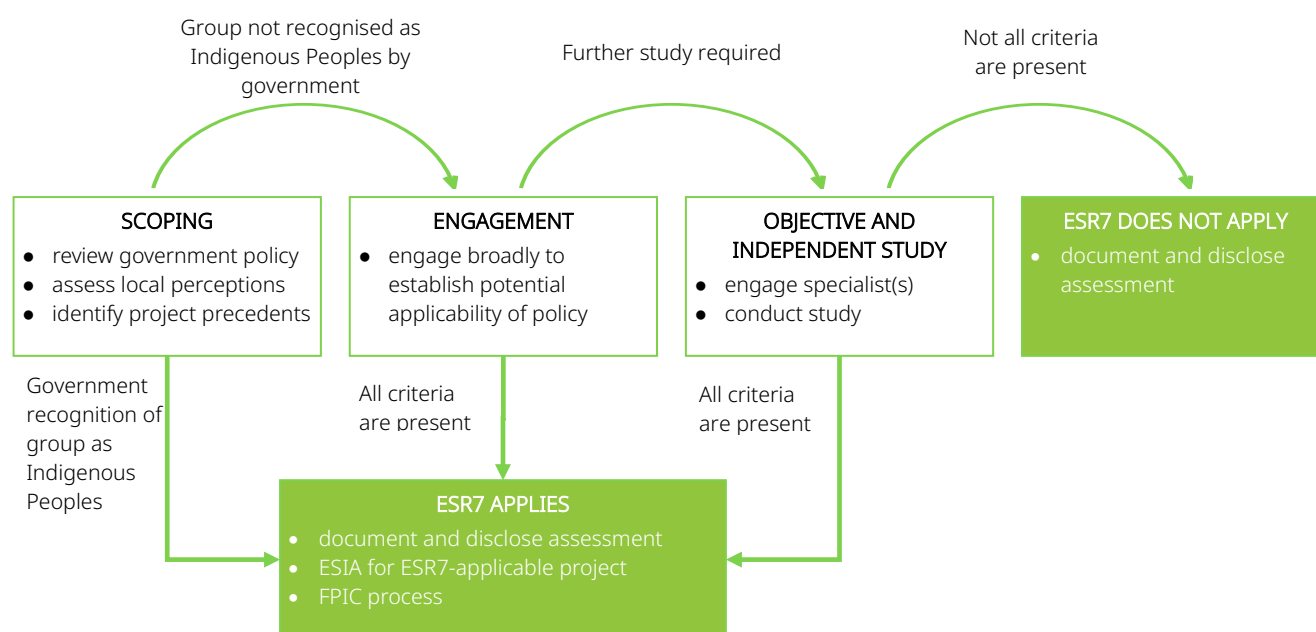 Group not recognised as
Indigenous Peoples by
government
Further study required
Not all criteria
are present
SCOPING
● review government policy
● assess local perceptions
● identify project precedents
ENGAGEMENT
● engage broadly to
establish potential
applicability of policy
OBJECTIVE AND
INDEPENDENT STUDY
● engage specialist(s)
● conduct study
ESR7 DOES NOT APPLY
● document and disclose
assessment
Government
recognition of
group as
Indigenous
Peoples
All criteria
are present
All criteria
are present
ESR7 APPLIES
● document and disclose assessment
● ESIA for ESR7-applicable project
● FPIC process